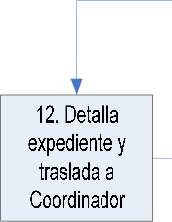 12. Detalla
expediente y
traslada a
Coordinador